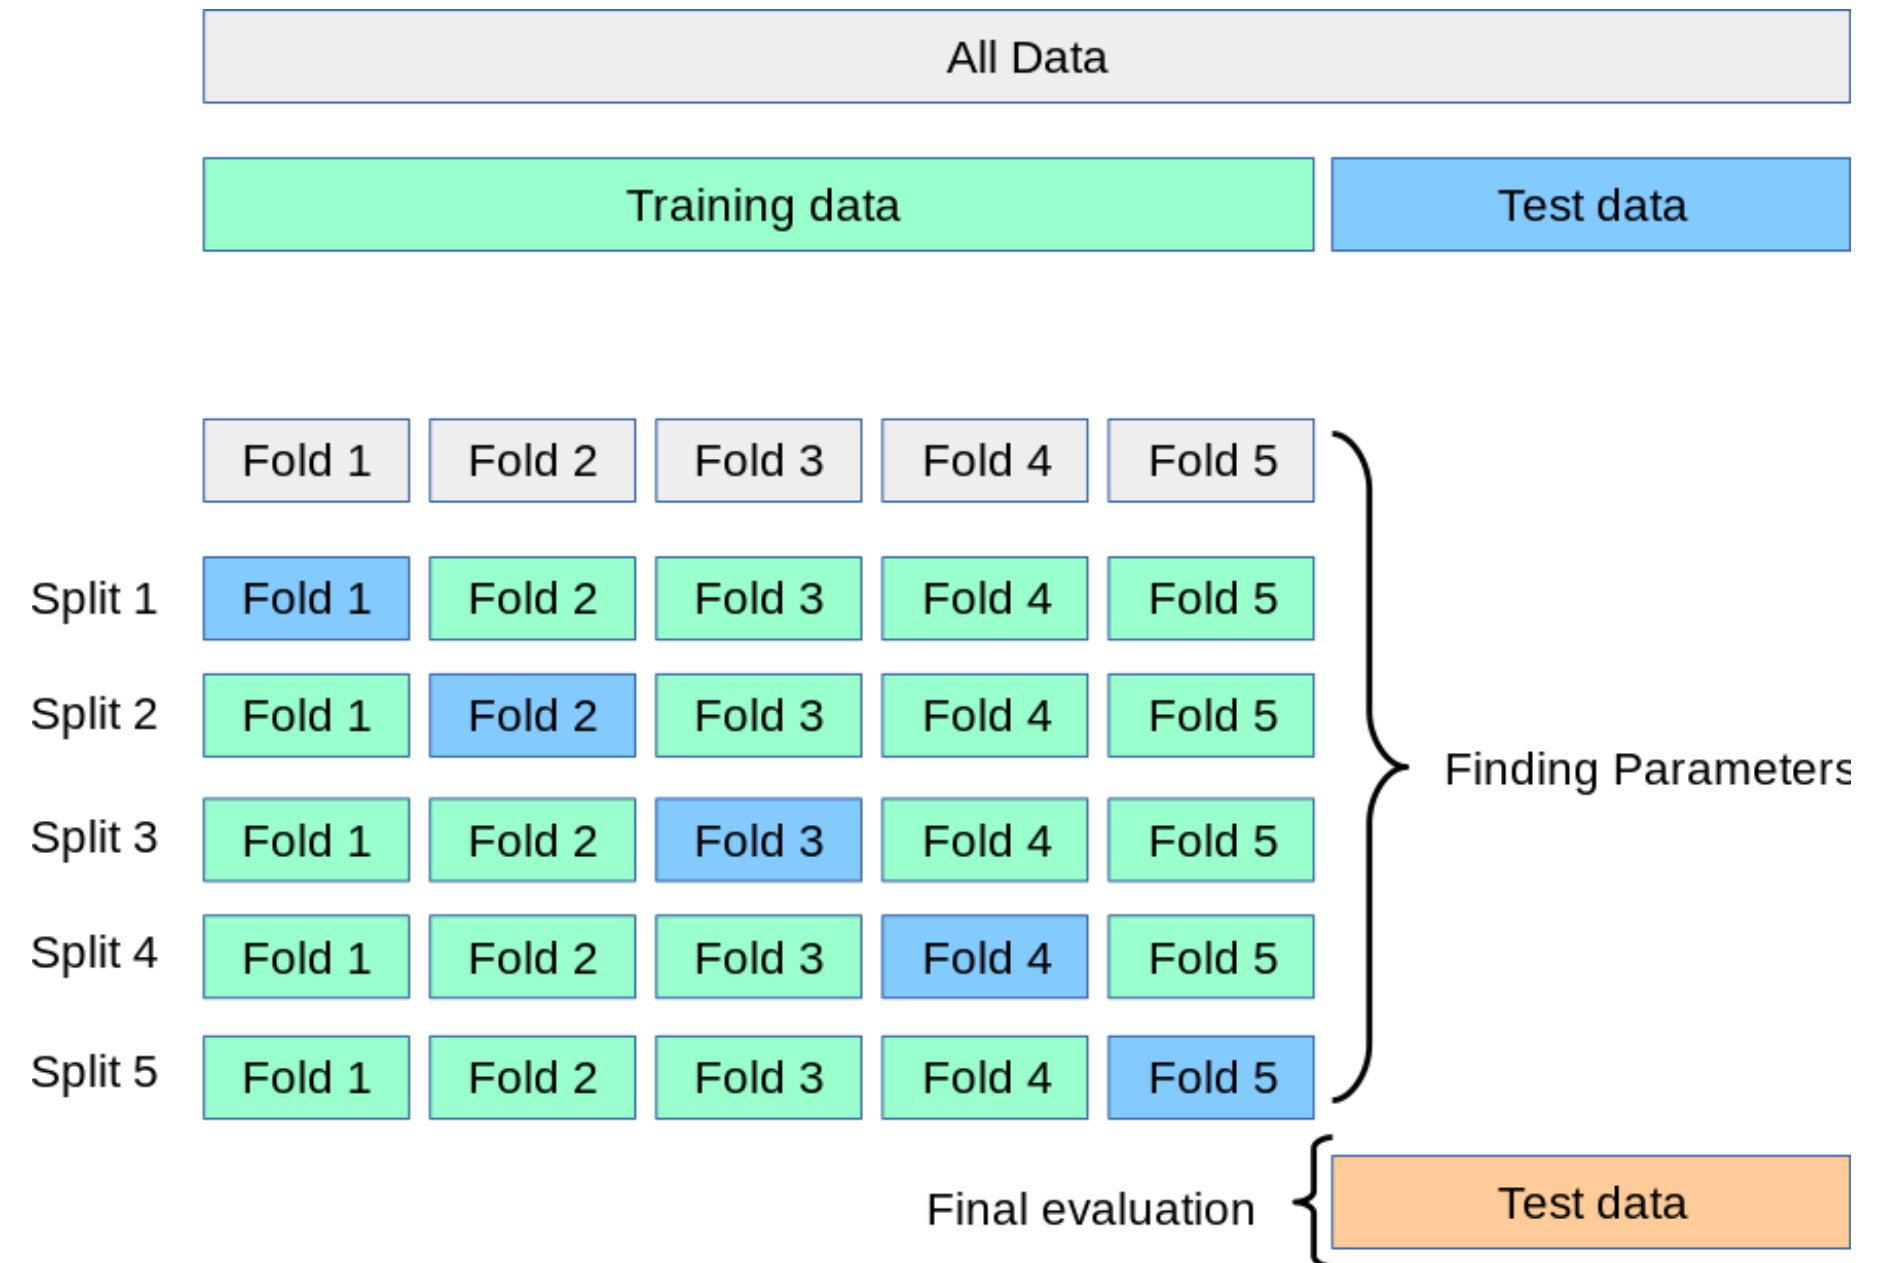 All Data
Training data Test data
Fold 1 Fold 2 Fold 3 Fold 4 Fold 5
Split 1 Fold 1 Fold 2 Fold 3 Fold 4 Fold 5
Split 2 Fold 1 Fold 2 Fold 3 Fold 4 Fold 5
Finding Parameters
Split 3 Fold 1 Fold 2 Fold 3 Fold 4 Fold 5
Split 4 Fold 1 Fold 2 Fold 3 Fold 4 Fold 5
Split 5 Fold 1 Fold 2 Fold 3 Fold 4 Fold 5
Final evaluation Test data